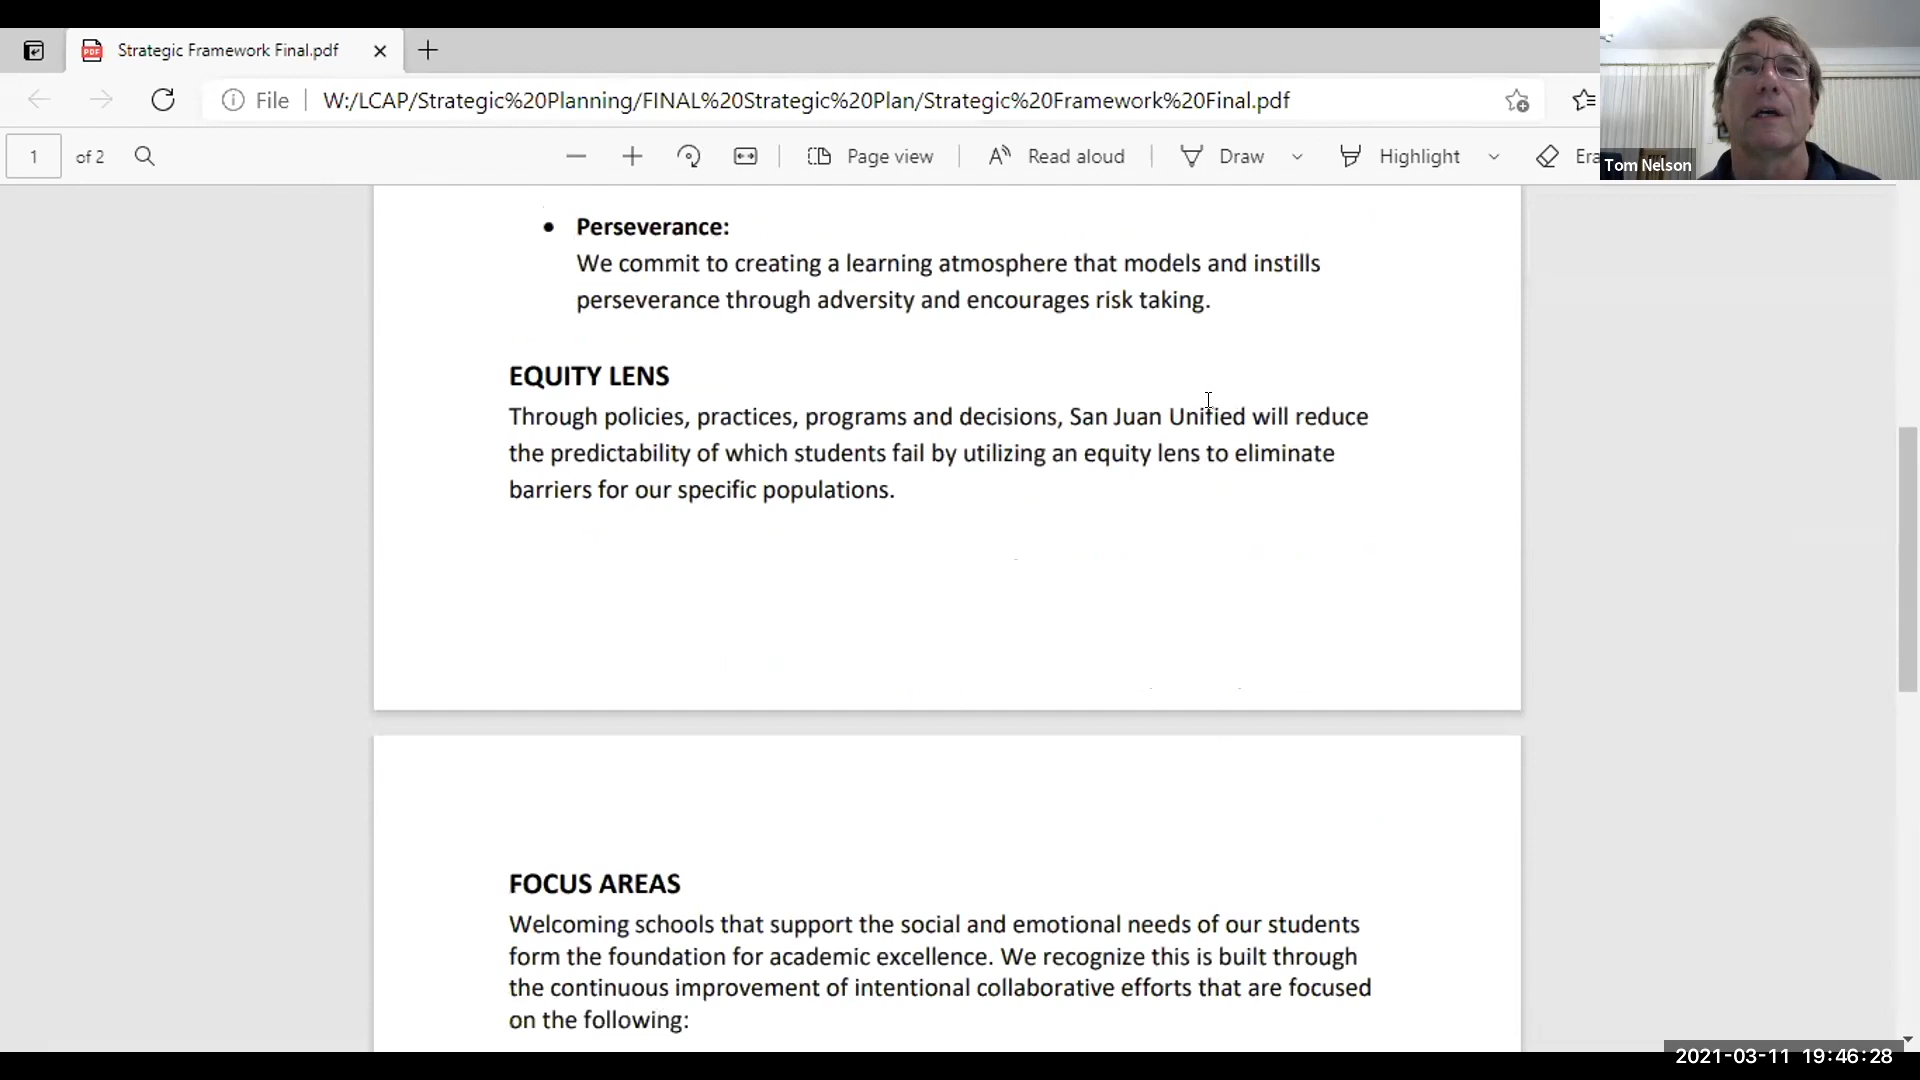 Strategic Framework Final.pdf
File
W:/LCAP/Strategic%20Planning/FINAL%20Strategic%20Plan/Strategic%20Framework%20Final.pdf
1 of 2
Page view
Read aloud
Draw
Highlight
Tom Nelson
• Perseverance:
We commit to creating a learning atmosphere that models and instills
perseverance through adversity and encourages risk taking.
EQUITY LENS
Through policies, practices, programs and decisions, San Juan Unified will reduce
the predictability of which students fail by utilizing an equity lens to eliminate
barriers for our specific populations.
FOCUS AREAS
Welcoming schools that support the social and emotional needs of our students
form the foundation for academic excellence. We recognize this is built through
the continuous improvement of intentional collaborative efforts that are focused
on the following:
2021-03-11 19:46:28